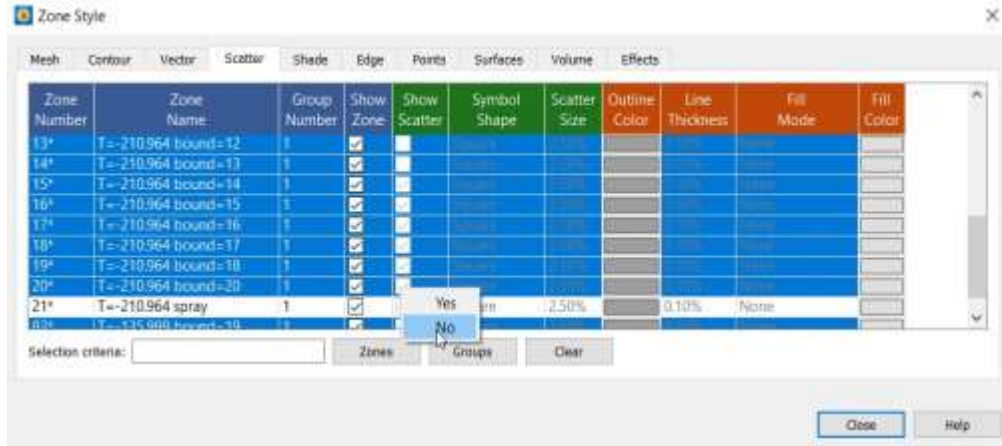 Zone Style
Mesh Contour Vector Scatter Shade Edge Points Surfaces Volume Effects
Zone Number Zone Name Group Number Show Zone Show Scatter Symbol Shape Scatter Size Outline Color Line Thickness Fill Mode Fill Color
13* T=-210.964 bound=12 1
14* T=-210.964 bound=13 1
15* T=-210.964 bound=14 1
16* T=-210.964 bound=15 1
17* T=-210.964 bound=16 1
18* T=-210.964 bound=17 1
19* T=-210.964 bound=18 1
20* T=-210.964 bound=20 1
21* T=-210.964 spray 1 2.50% 0.10% None
Yes
No
Selection criteria: Zones Groups Clear
Close Help